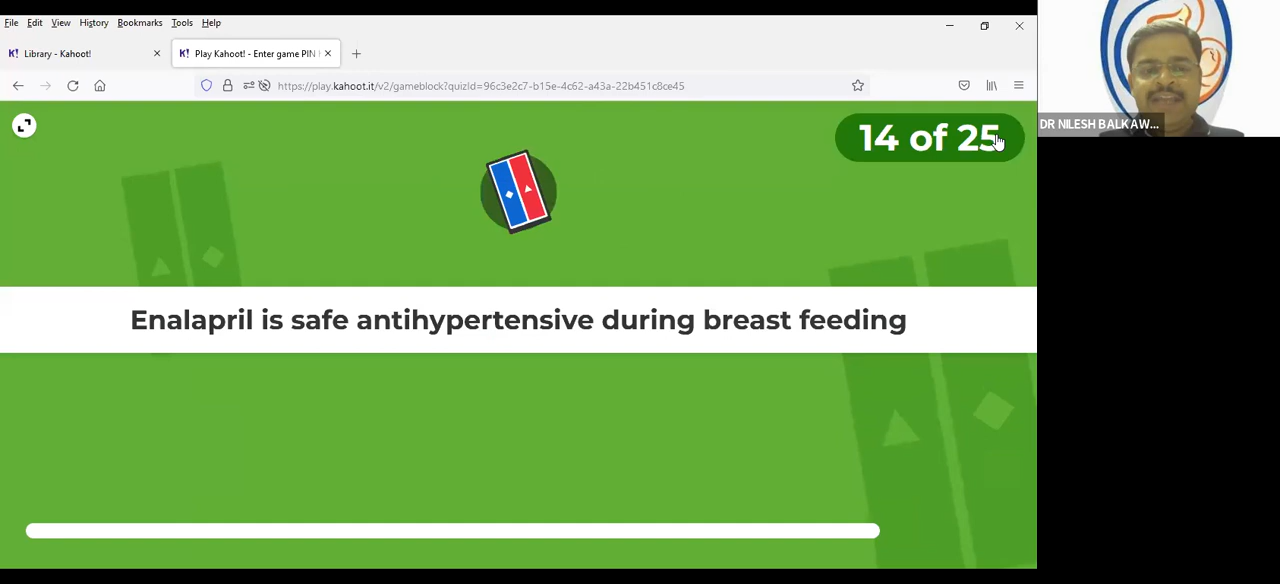 File Edit View History Bookmarks Tools Help
K! Library - Kahoot!
K! Play Kahoot! - Enter game PIN
https://play.kahoot.it/v2/gameblock?quizId=96c3e2c7-b15e-4c62-a43a-22b451c8ce45
DR NILESH BALKAW...
14 of 25
Enalapril is safe antihypertensive during breast feeding